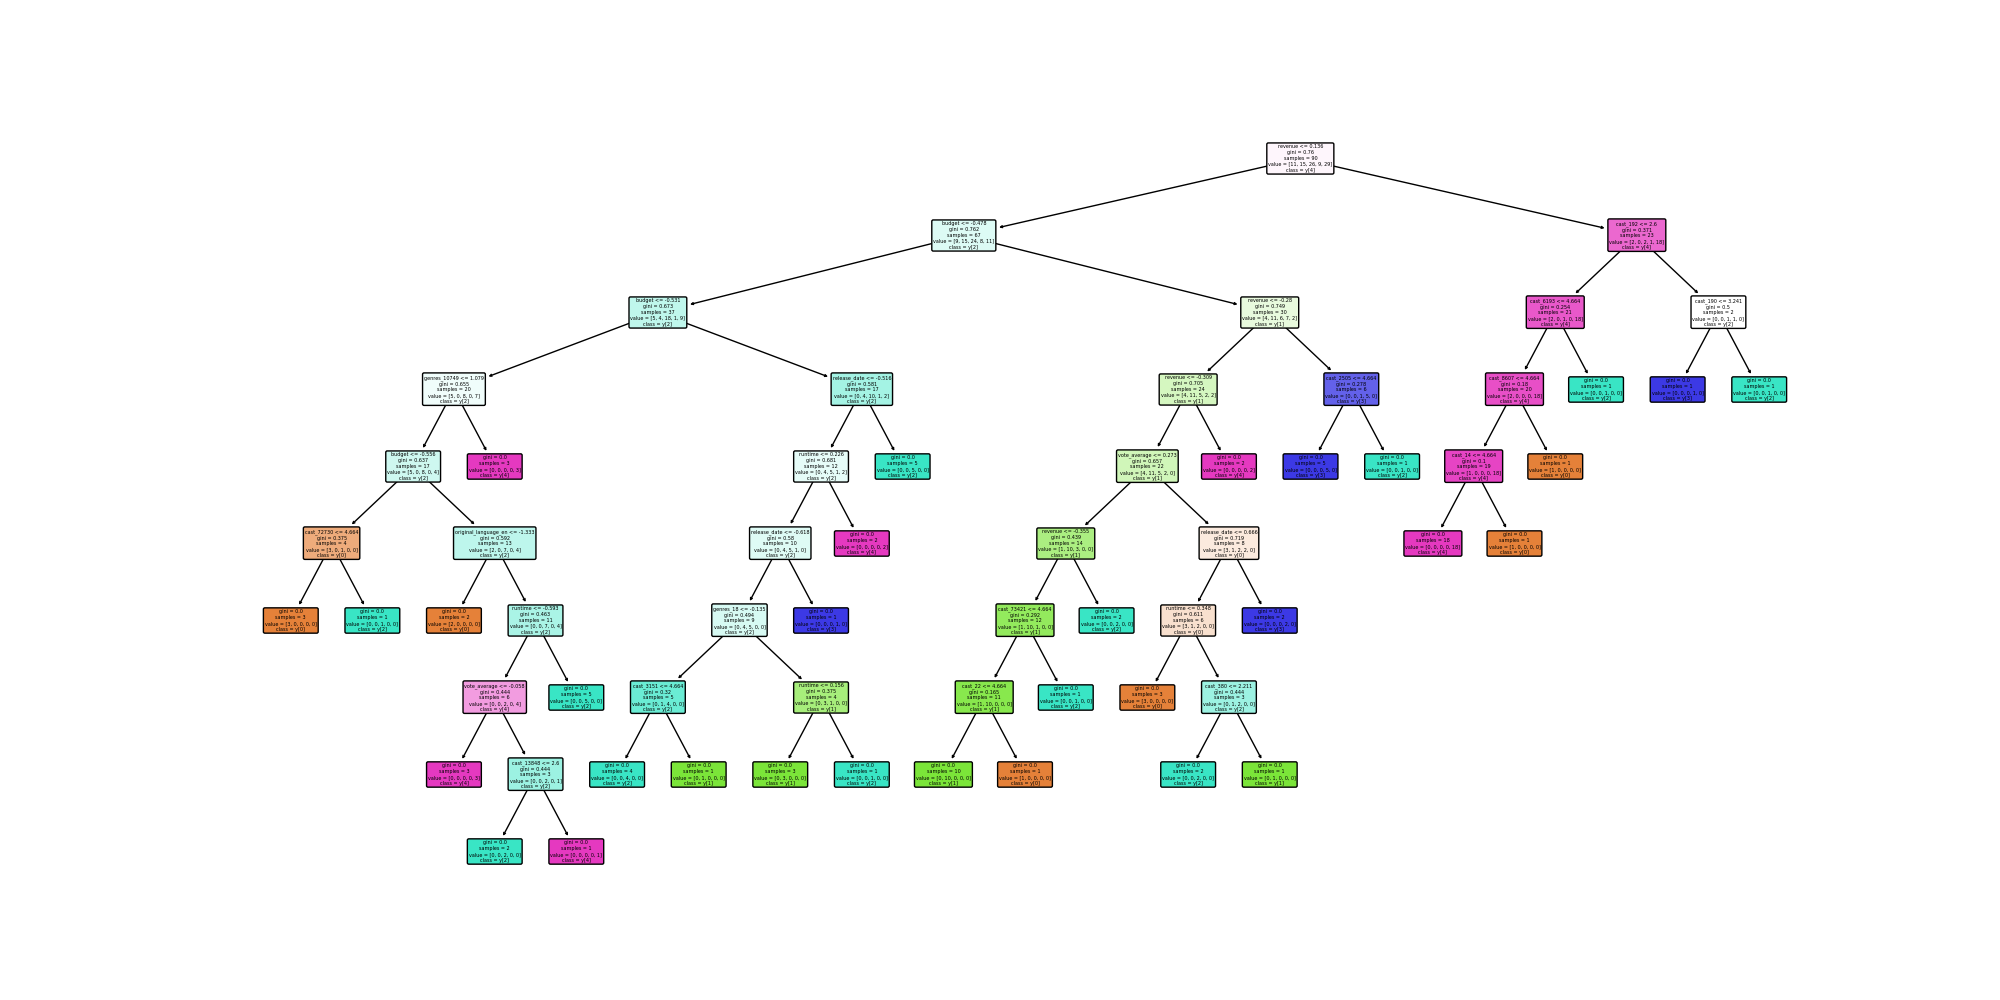 revenue <= 0.136
gini = 0.76
samples = 90
value = [11, 15, 26, 9, 29]
class = y[4]
budget <= -0.478
gini = 0.762
samples = 67
value = [9, 15, 24, 8, 11]
class = y[2]
cast_192 <= 2.6
gini = 0.371
samples = 23
value = [2, 0, 2, 1, 18]
class = y[4]
budget <= -0.531
gini = 0.673
samples = 37
value = [5, 4, 18, 1, 9]
class = y[2]
revenue <= -0.28
gini = 0.749
samples = 30
value = [4, 11, 6, 7, 2]
class = y[1]
cast_6193 <= 4.664
gini = 0.254
samples = 21
value = [2, 0, 1, 0, 18]
class = y[4]
cast_190 <= 3.241
gini = 0.5
samples = 2
value = [0, 0, 1, 1, 0]
class = y[2]
genres_10749 <= 1.079
gini = 0.655
samples = 20
value = [5, 0, 8, 0, 7]
class = y[2]
release_date <= -0.516
gini = 0.581
samples = 17
value = [0, 4, 10, 1, 2]
class = y[2]
revenue <= -0.309
gini = 0.705
samples = 24
value = [4, 11, 5, 2, 2]
class = y[1]
cast_2505 <= 4.664
gini = 0.278
samples = 6
value = [0, 0, 1, 5, 0]
class = y[3]
cast_8607 <= 4.664
gini = 0.18
samples = 20
value = [2, 0, 0, 0, 18]
class = y[4]
gini = 0.0
samples = 1
value = [0, 0, 1, 0, 0]
class = y[2]
gini = 0.0
samples = 1
value = [0, 0, 0, 1, 0]
class = y[3]
gini = 0.0
samples = 1
value = [0, 0, 1, 0, 0]
class = y[2]
budget <= -0.556
gini = 0.637
samples = 17
value = [5, 0, 8, 0, 4]
class = y[2]
gini = 0.0
samples = 3
value = [0, 0, 0, 0, 3]
class = y[4]
runtime <= 0.226
gini = 0.681
samples = 12
value = [0, 4, 5, 1, 2]
class = y[2]
gini = 0.0
samples = 5
value = [0, 0, 5, 0, 0]
class = y[2]
vote_average <= 0.273
gini = 0.657
samples = 22
value = [4, 11, 5, 2, 0]
class = y[1]
gini = 0.0
samples = 2
value = [0, 0, 0, 0, 2]
class = y[4]
gini = 0.0
samples = 5
value = [0, 0, 0, 5, 0]
class = y[3]
gini = 0.0
samples = 1
value = [0, 0, 1, 0, 0]
class = y[2]
cast_14 <= 4.664
gini = 0.1
samples = 19
value = [1, 0, 0, 0, 18]
class = y[4]
gini = 0.0
samples = 1
value = [1, 0, 0, 0, 0]
class = y[0]
cast_72730 <= 4.664
gini = 0.375
samples = 4
value = [3, 0, 1, 0, 0]
class = y[0]
original_language_en <= -1.333
gini = 0.592
samples = 13
value = [2, 0, 7, 0, 4]
class = y[2]
release_date <= -0.618
gini = 0.58
samples = 10
value = [0, 4, 5, 1, 0]
class = y[2]
gini = 0.0
samples = 2
value = [0, 0, 0, 0, 2]
class = y[4]
revenue <= -0.355
gini = 0.439
samples = 14
value = [1, 10, 3, 0, 0]
class = y[1]
release_date <= 0.666
gini = 0.719
samples = 8
value = [3, 1, 2, 2, 0]
class = y[0]
gini = 0.0
samples = 18
value = [0, 0, 0, 0, 18]
class = y[4]
gini = 0.0
samples = 1
value = [1, 0, 0, 0, 0]
class = y[0]
gini = 0.0
samples = 3
value = [3, 0, 0, 0, 0]
class = y[0]
gini = 0.0
samples = 1
value = [0, 0, 1, 0, 0]
class = y[2]
gini = 0.0
samples = 2
value = [2, 0, 0, 0, 0]
class = y[0]
runtime <= -0.593
gini = 0.463
samples = 11
value = [0, 0, 7, 0, 4]
class = y[2]
genres_18 <= -0.135
gini = 0.494
samples = 9
value = [0, 4, 5, 0, 0]
class = y[2]
gini = 0.0
samples = 1
value = [0, 0, 0, 1, 0]
class = y[3]
cast_73421 <= 4.664
gini = 0.292
samples = 12
value = [1, 10, 1, 0, 0]
class = y[1]
gini = 0.0
samples = 2
value = [0, 0, 2, 0, 0]
class = y[2]
runtime <= 0.348
gini = 0.611
samples = 6
value = [3, 1, 2, 0, 0]
class = y[0]
gini = 0.0
samples = 2
value = [0, 0, 0, 2, 0]
class = y[3]
vote_average <= -0.058
gini = 0.444
samples = 6
value = [0, 0, 2, 0, 4]
class = y[4]
gini = 0.0
samples = 5
value = [0, 0, 5, 0, 0]
class = y[2]
cast_3151 <= 4.664
gini = 0.32
samples = 5
value = [0, 1, 4, 0, 0]
class = y[2]
runtime <= 0.156
gini = 0.375
samples = 4
value = [0, 3, 1, 0, 0]
class = y[1]
cast_22 <= 4.664
gini = 0.165
samples = 11
value = [1, 10, 0, 0, 0]
class = y[1]
gini = 0.0
samples = 1
value = [0, 0, 1, 0, 0]
class = y[2]
gini = 0.0
samples = 3
value = [3, 0, 0, 0, 0]
class = y[0]
cast_380 <= 2.211
gini = 0.444
samples = 3
value = [0, 1, 2, 0, 0]
class = y[2]
gini = 0.0
samples = 3
value = [0, 0, 0, 0, 3]
class = y[4]
cast_13848 <= 2.6
gini = 0.444
samples = 3
value = [0, 0, 2, 0, 1]
class = y[2]
gini = 0.0
samples = 4
value = [0, 0, 4, 0, 0]
class = y[2]
gini = 0.0
samples = 1
value = [0, 1, 0, 0, 0]
class = y[1]
gini = 0.0
samples = 3
value = [0, 3, 0, 0, 0]
class = y[1]
gini = 0.0
samples = 1
value = [0, 0, 1, 0, 0]
class = y[2]
gini = 0.0
samples = 10
value = [0, 10, 0, 0, 0]
class = y[1]
gini = 0.0
samples = 1
value = [1, 0, 0, 0, 0]
class = y[0]
gini = 0.0
samples = 2
value = [0, 0, 2, 0, 0]
class = y[2]
gini = 0.0
samples = 1
value = [0, 1, 0, 0, 0]
class = y[1]
gini = 0.0
samples = 2
value = [0, 0, 2, 0, 0]
class = y[2]
gini = 0.0
samples = 1
value = [0, 0, 0, 0, 1]
class = y[4]